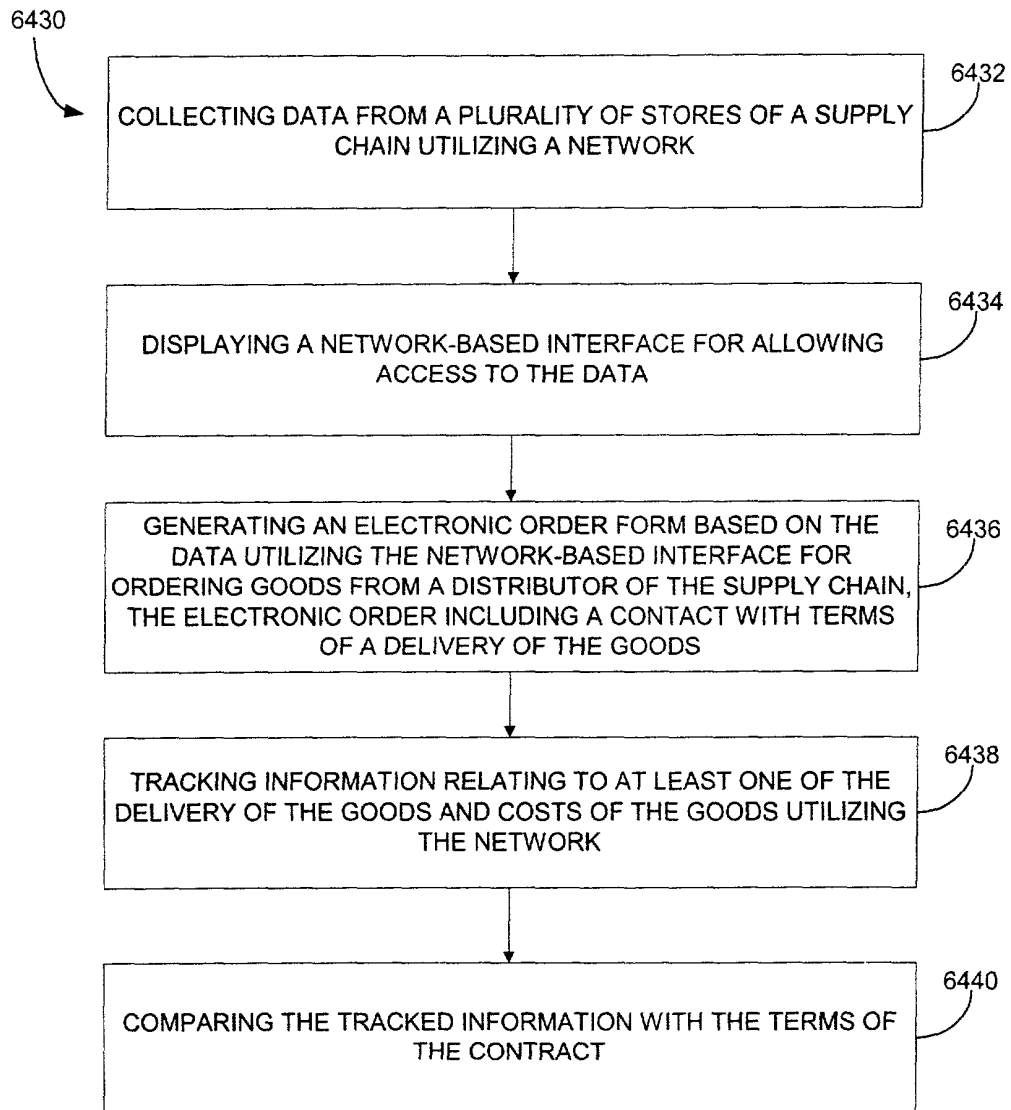 6430
6432
COLLECTING DATA FROM A PLURALITY OF STORES OF A SUPPLY
CHAIN UTILIZING A NETWORK
6434
DISPLAYING A NETWORK-BASED INTERFACE FOR ALLOWING
ACCESS TO THE DATA
6436
GENERATING AN ELECTRONIC ORDER FORM BASED ON THE
DATA UTILIZING THE NETWORK-BASED INTERFACE FOR
ORDERING GOODS FROM A DISTRIBUTOR OF THE SUPPLY CHAIN,
THE ELECTRONIC ORDER INCLUDING A CONTACT WITH TERMS
OF A DELIVERY OF THE GOODS
6438
TRACKING INFORMATION RELATING TO AT LEAST ONE OF THE
DELIVERY OF THE GOODS AND COSTS OF THE GOODS UTILIZING
THE NETWORK
6440
COMPARING THE TRACKED INFORMATION WITH THE TERMS OF
THE CONTRACT